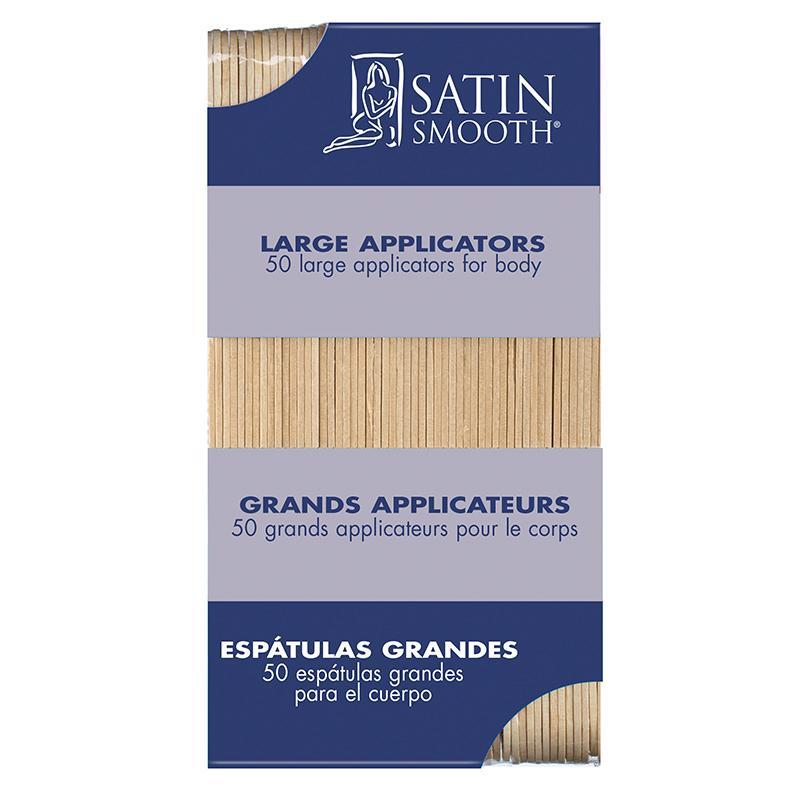 SATIN
SMOOTH®
LARGE APPLICATORS
50 large applicators for body
GRANDS APPLICATEURS
50 grands applicateurs pour le corps
ESPÁTULAS GRANDES
50 espátulas grandes
para el cuerpo